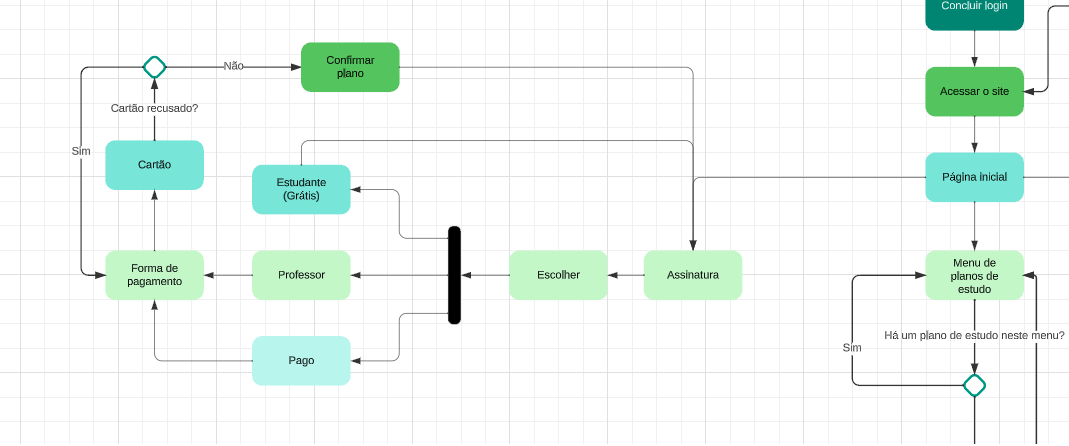 Concluir login
Não
Confirmar
plano
Acessar o site
Cartão recusado?
Sim
Cartão
Estudante
(Grátis)
Página inicial
Forma de
pagamento
Professor
Escolher
Assinatura
Menu de
planos de
estudo
Há um plano de estudo neste menu?
Sim
Pago